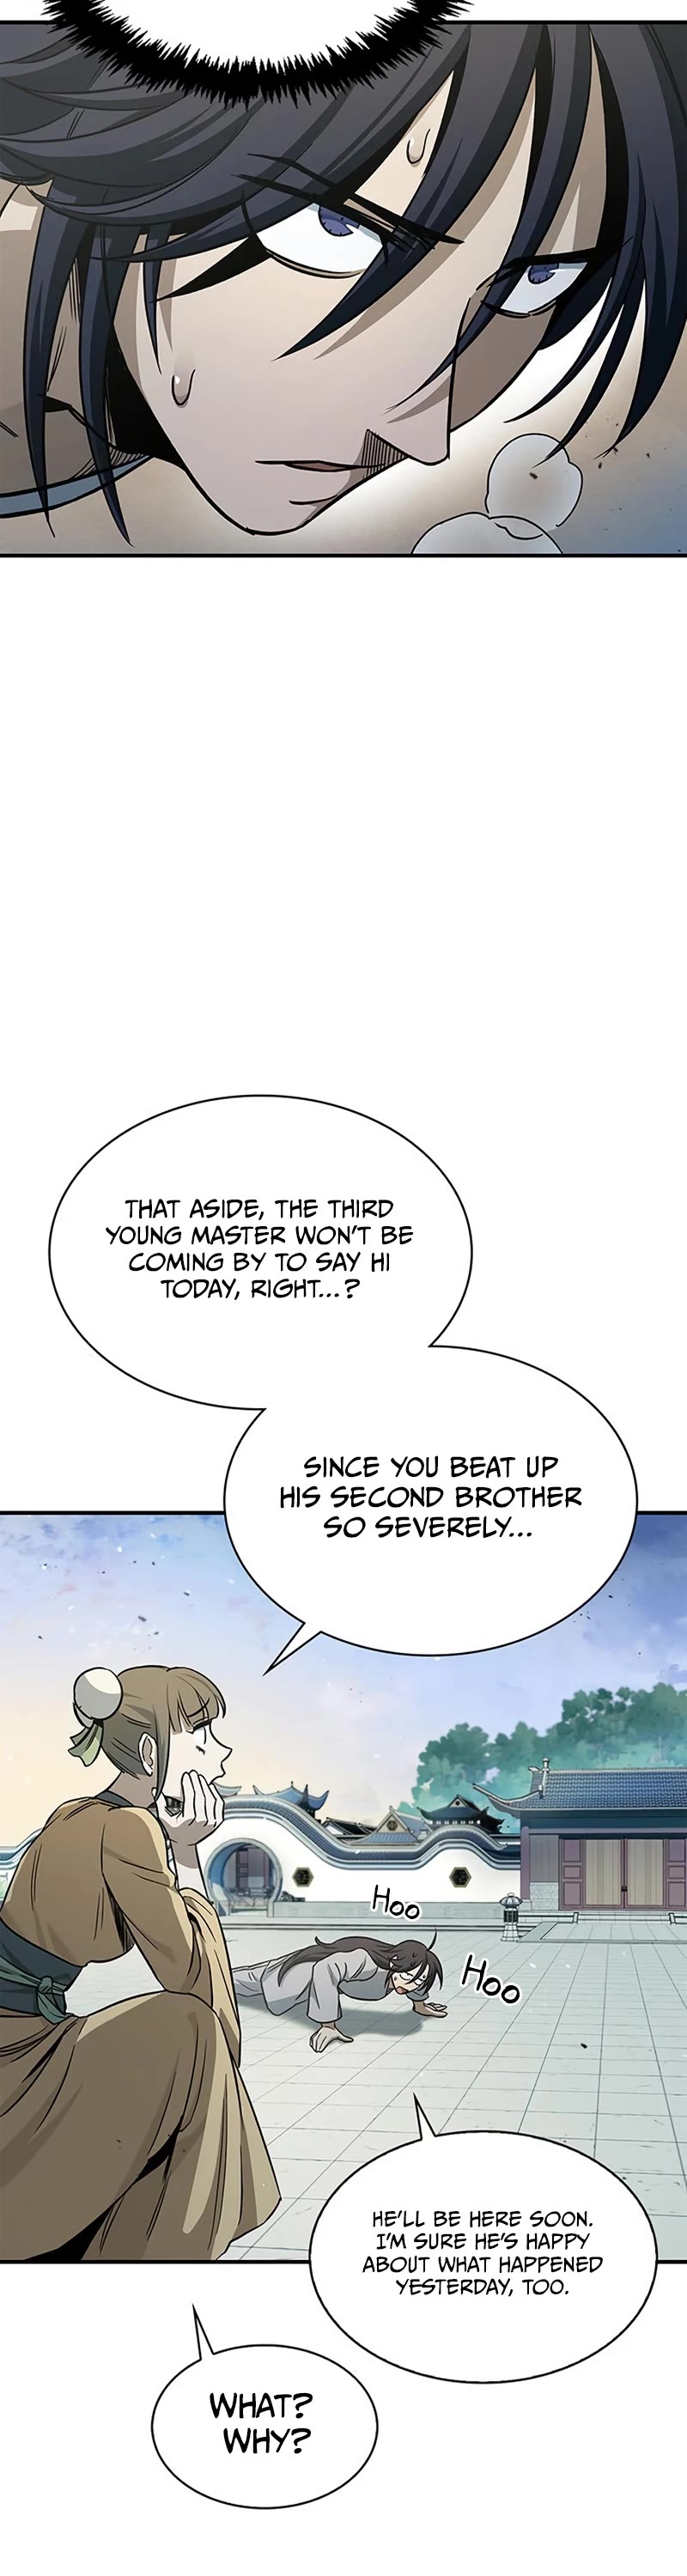 THAT ASIDE, THE THIRD
YOUNG MASTER WON'T BE
COMING BY TO SAY HI
TODAY, RIGHT...?
SINCE YOU BEAT UP
HIS SECOND BROTHER
SO SEVERELY...
HOO
HOO
HE'LL BE HERE SOON.
I'M SURE HE'S HAPPY
ABOUT WHAT HAPPENED
YESTERDAY, TOO.
WHAT?
WHY?